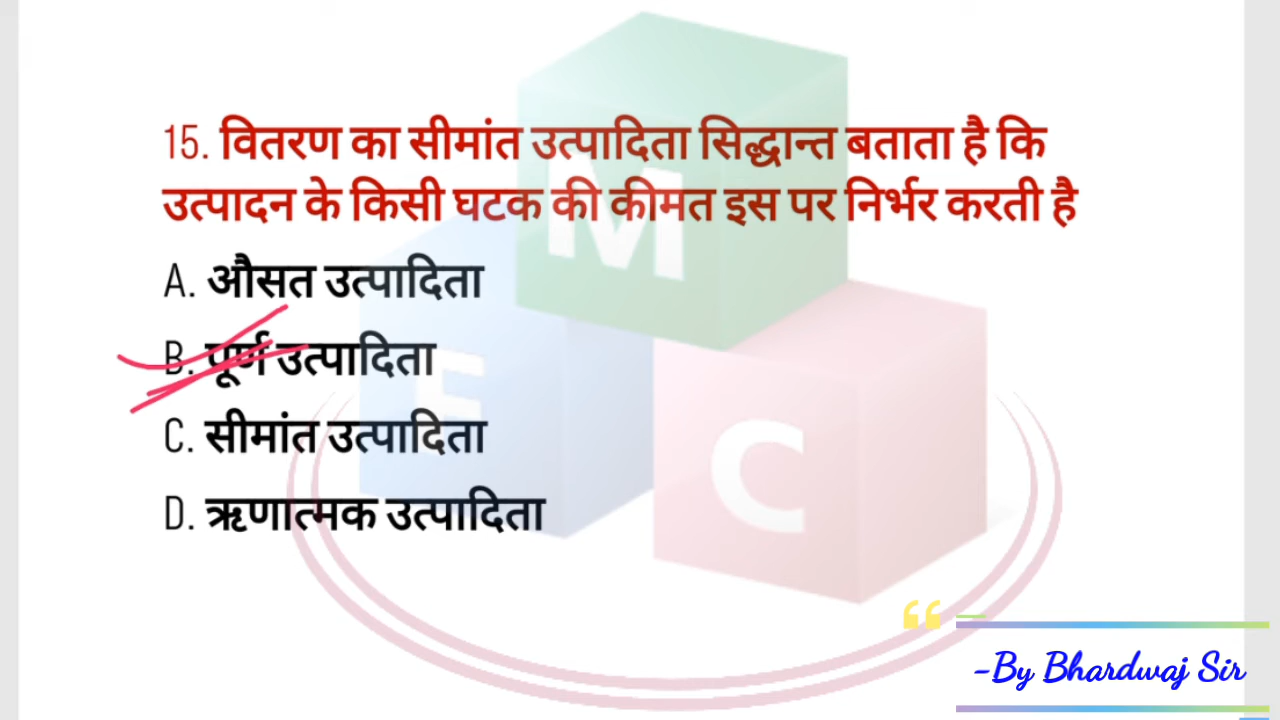 15. वितरण का सीमांत उत्पादिता सिद्धान्त बताता है कि
उत्पादन के किसी घटक की कीमत इस पर निर्भर करती है
A. औसत उत्पादिता
B. पूर्ण उत्पादिता
C. सीमांत उत्पादिता
D. ऋणात्मक उत्पादिता
M
E
C
“
-By Bhardwaj Sir